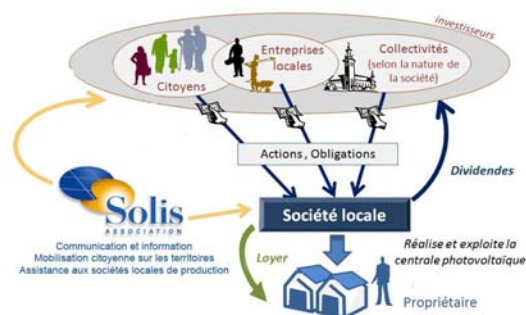 investisseurs
Citoyens
Entreprises
locales
Collectivités
(selon la nature de
la société)
Actions, Obligations
Dividendes
Solis
ASSOCIATION
Communication et information
Mobilisation citoyenne sur les territoires
Assistance aux sociétés locales de production
Société locale
Réalise et exploite la
centrale photovoltaïque
Loyer
Propriétaire